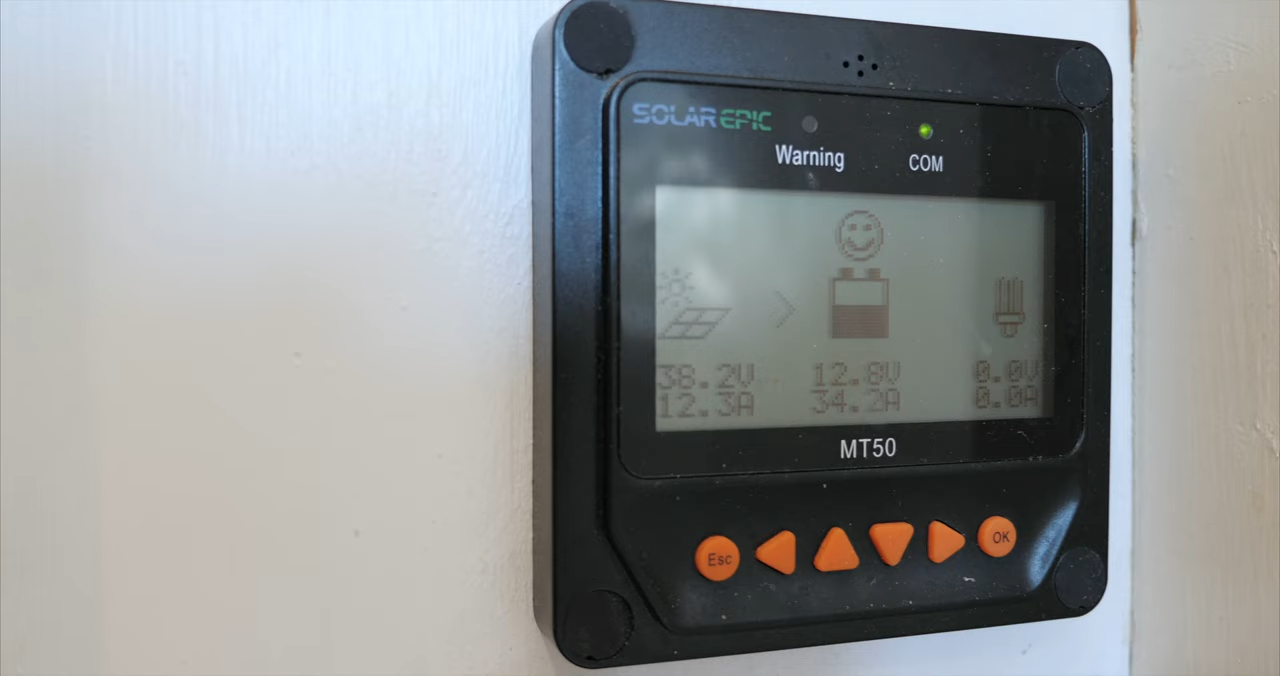 SOLAR EPIC
Warning COM
38.2V 12.8V 0.0V
12.3A 34.2A 0.0A
MT50
Esc OK